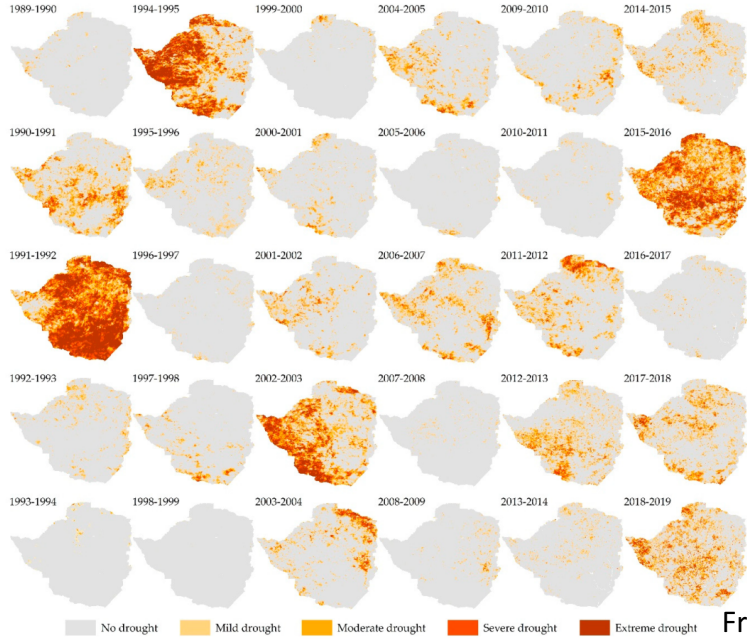 1989-1990 1994-1995 1999-2000 2004-2005 2009-2010 2014-2015
1990-1991 1995-1996 2000-2001 2005-2006 2010-2011 2015-2016
1991-1992 1996-1997 2001-2002 2006-2007 2011-2012 2016-2017
1992-1993 1997-1998 2002-2003 2007-2008 2012-2013 2017-2018
1993-1994 1998-1999 2003-2004 2008-2009 2013-2014 2018-2019
No drought Mild drought Moderate drought Severe drought Extreme drought
Fr